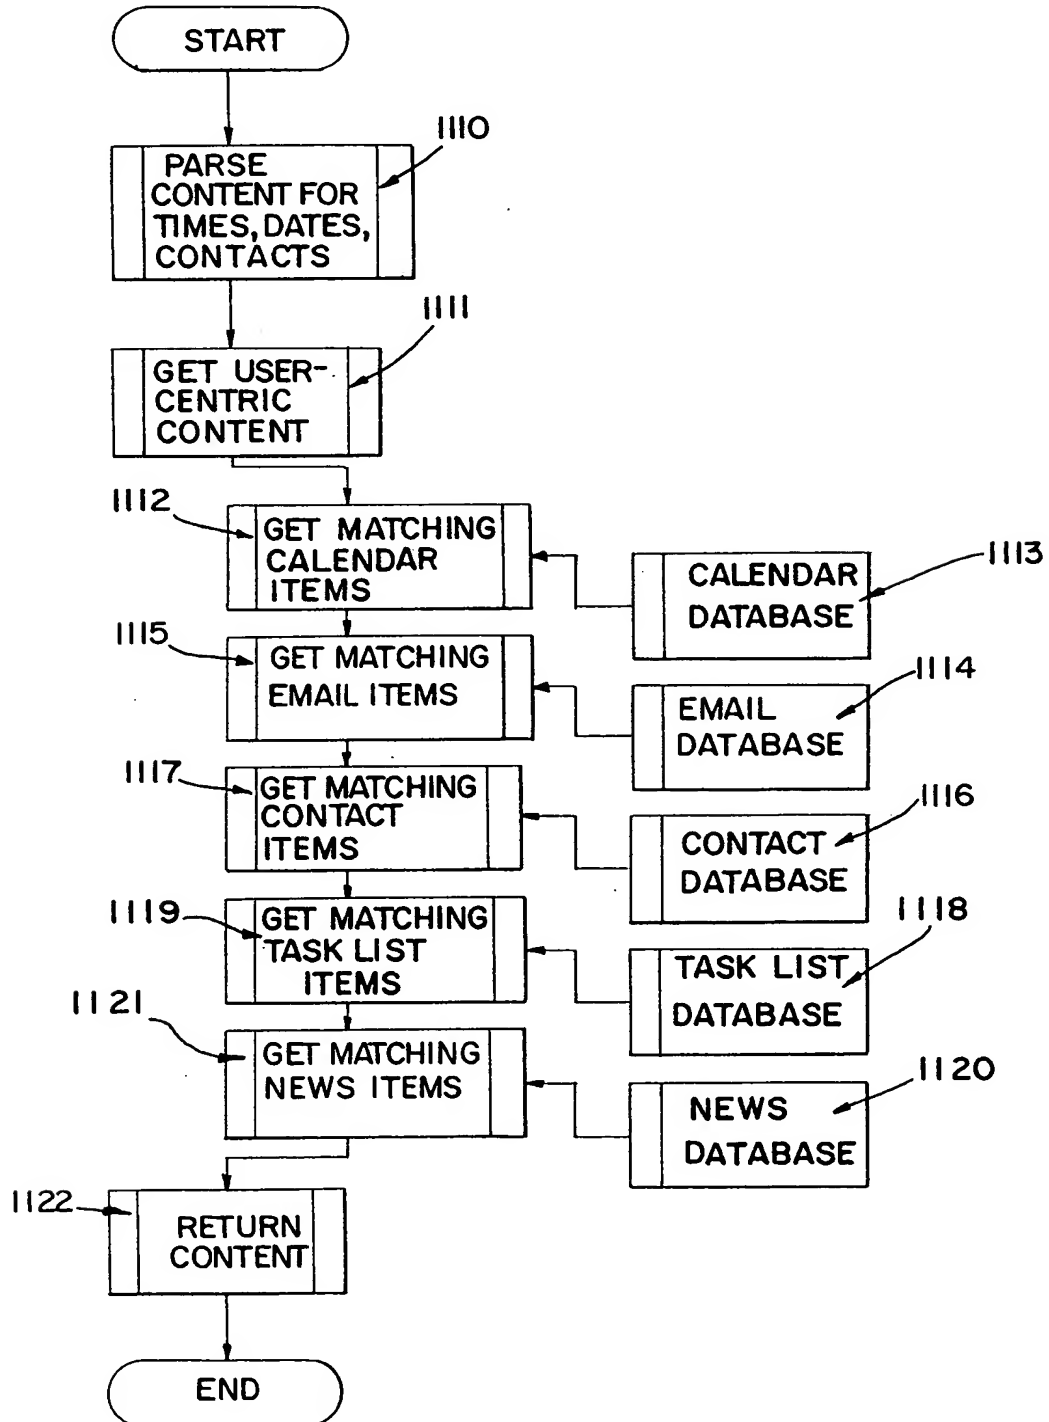 START
1110
PARSE
CONTENT FOR
TIMES, DATES,
CONTACTS
1111
GET USER-
CENTRIC
CONTENT
1112
GET MATCHING
CALENDAR
ITEMS
1113
CALENDAR
DATABASE
1115
GET MATCHING
EMAIL ITEMS
1114
EMAIL
DATABASE
1117
GET MATCHING
CONTACT
ITEMS
1116
CONTACT
DATABASE
1119
GET MATCHING
TASK LIST
ITEMS
1118
TASK LIST
DATABASE
1121
GET MATCHING
NEWS ITEMS
1120
NEWS
DATABASE
1122
RETURN
CONTENT
END